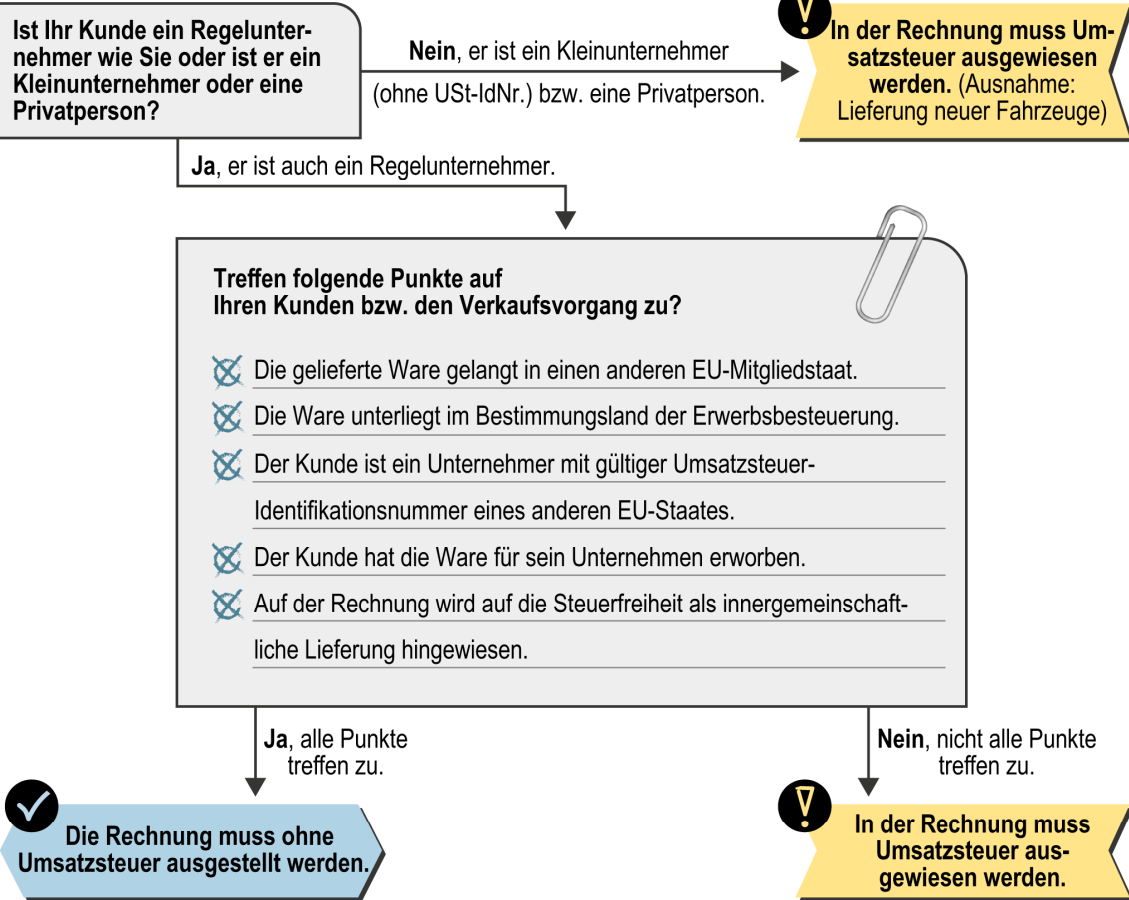 Ist Ihr Kunde ein Regelunter-
nehmer wie Sie oder ist er ein
Kleinunternehmer oder eine
Privatperson?
Nein, er ist ein Kleinunternehmer
(ohne USt-IdNr.) bzw. eine Privatperson.
In der Rechnung muss Um-
satzsteuer ausgewiesen
werden. (Ausnahme:
Lieferung neuer Fahrzeuge)
Ja, er ist auch ein Regelunternehmer.
Treffen folgende Punkte auf
Ihren Kunden bzw. den Verkaufsvorgang zu?
Die gelieferte Ware gelangt in einen anderen EU-Mitgliedstaat.
Die Ware unterliegt im Bestimmungsland der Erwerbsbesteuerung.
Der Kunde ist ein Unternehmer mit gültiger Umsatzsteuer-
Identifikationsnummer eines anderen EU-Staates.
Der Kunde hat die Ware für sein Unternehmen erworben.
Auf der Rechnung wird auf die Steuerfreiheit als innergemeinschaft-
liche Lieferung hingewiesen.
Ja, alle Punkte
treffen zu.
Nein, nicht alle Punkte
treffen zu.
Die Rechnung muss ohne
Umsatzsteuer ausgestellt werden.
In der Rechnung muss
Umsatzsteuer aus-
gewiesen werden.